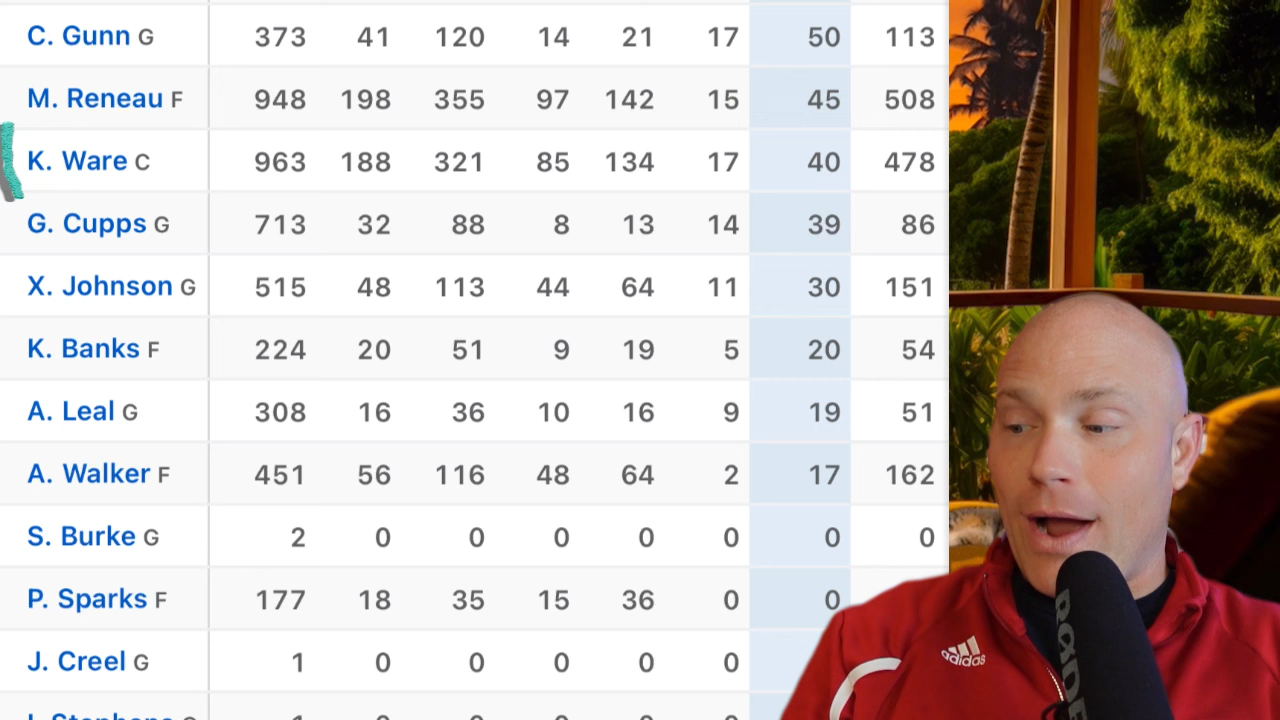 C. Gunn G 373 41 120 14 21 17 50 113
M. Reneau F 948 198 355 97 142 15 45 508
K. Ware C 963 188 321 85 134 17 40 478
G. Cupps G 713 32 88 8 13 14 39 86
X. Johnson G 515 48 113 44 64 11 30 151
K. Banks F 224 20 51 9 19 5 20 54
A. Leal G 308 16 36 10 16 9 19 51
A. Walker F 451 56 116 48 64 2 17 162
S. Burke G 2 0 0 0 0 0 0 0
P. Sparks F 177 18 35 15 36 0 0
J. Creel G 1 0 0 0 0 0
adidas
RØDE